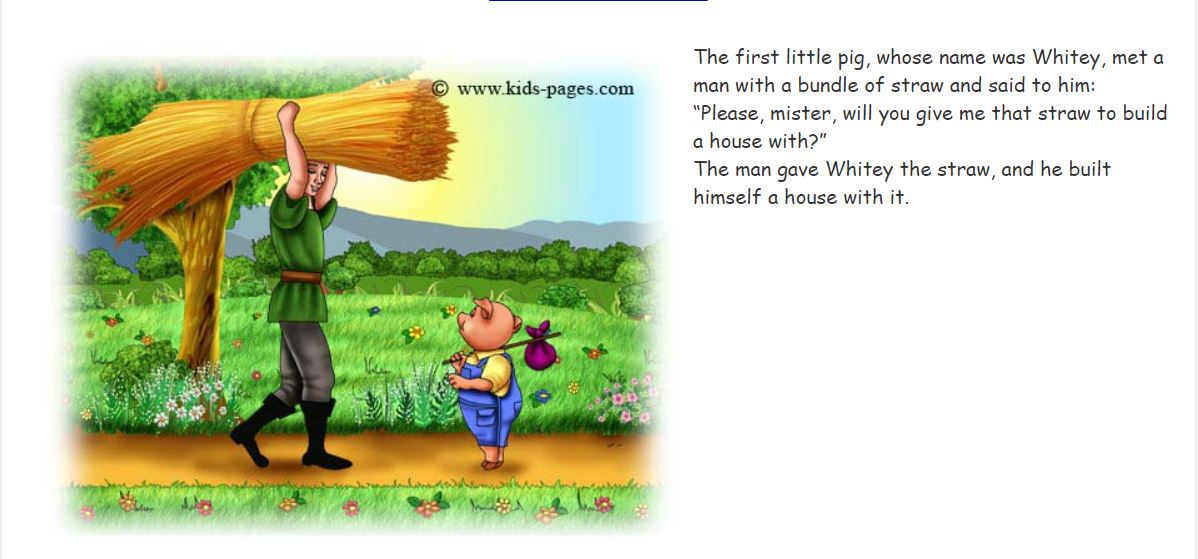 © www.kids-pages.com
The first little pig, whose name was Whitey, met a
man with a bundle of straw and said to him:
“Please, mister, will you give me that straw to build
a house with?”
The man gave Whitey the straw, and he built
himself a house with it.